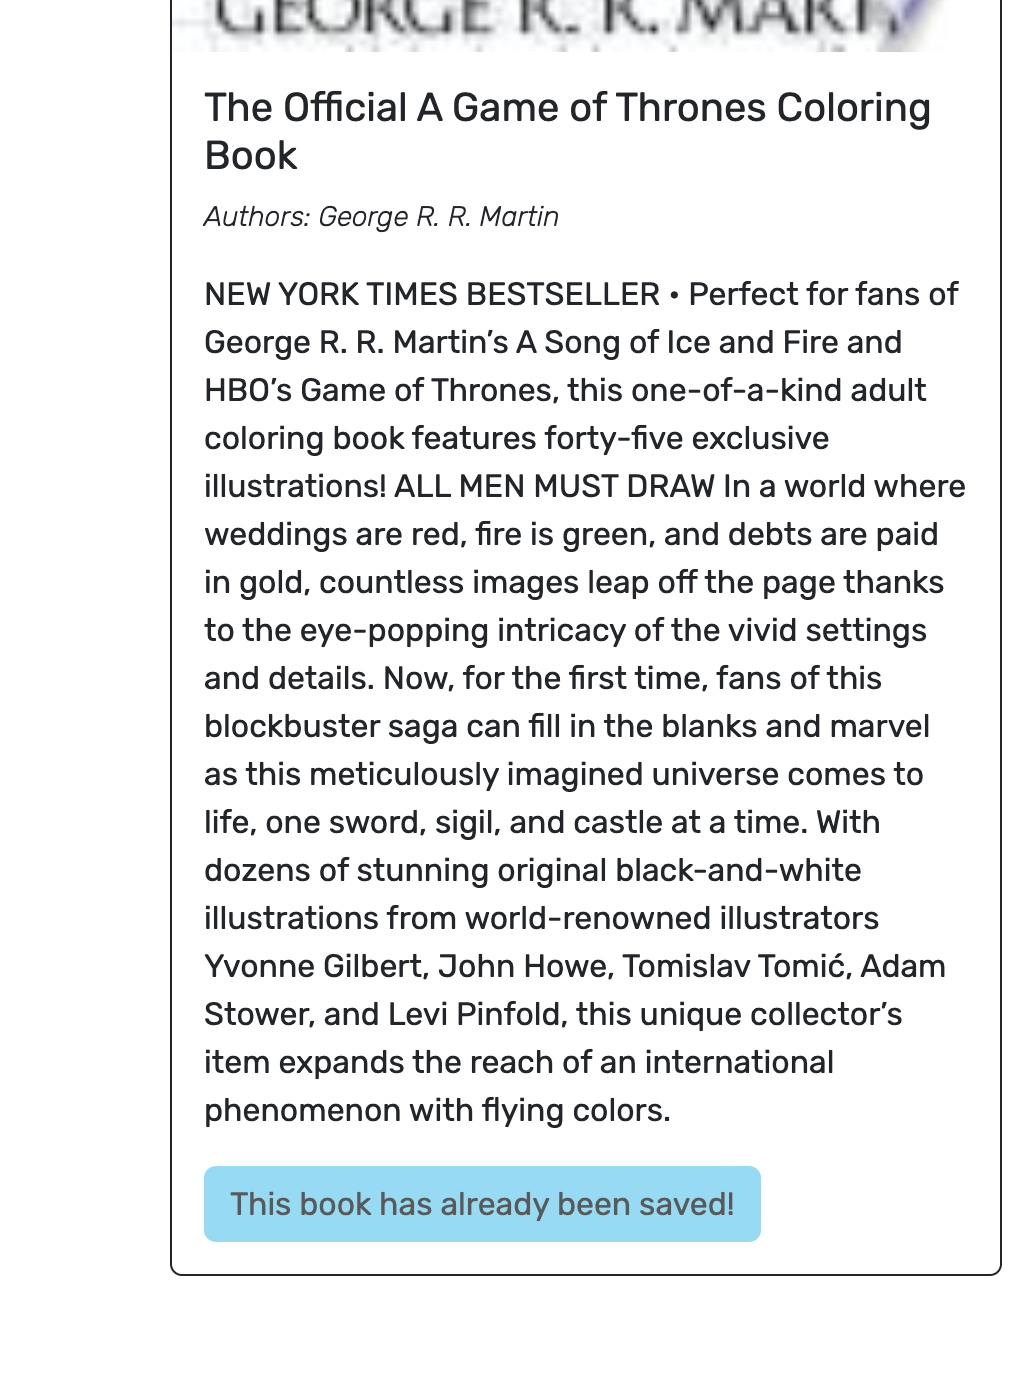 GEORGE R. R. MARTIN
The Official A Game of Thrones Coloring
Book
Authors: George R. R. Martin
NEW YORK TIMES BESTSELLER • Perfect for fans of
George R. R. Martin’s A Song of Ice and Fire and
HBO’s Game of Thrones, this one-of-a-kind adult
coloring book features forty-five exclusive
illustrations! ALL MEN MUST DRAW In a world where
weddings are red, fire is green, and debts are paid
in gold, countless images leap off the page thanks
to the eye-popping intricacy of the vivid settings
and details. Now, for the first time, fans of this
blockbuster saga can fill in the blanks and marvel
as this meticulously imagined universe comes to
life, one sword, sigil, and castle at a time. With
dozens of stunning original black-and-white
illustrations from world-renowned illustrators
Yvonne Gilbert, John Howe, Tomislav Tomić, Adam
Stower, and Levi Pinfold, this unique collector’s
item expands the reach of an international
phenomenon with flying colors.
This book has already been saved!